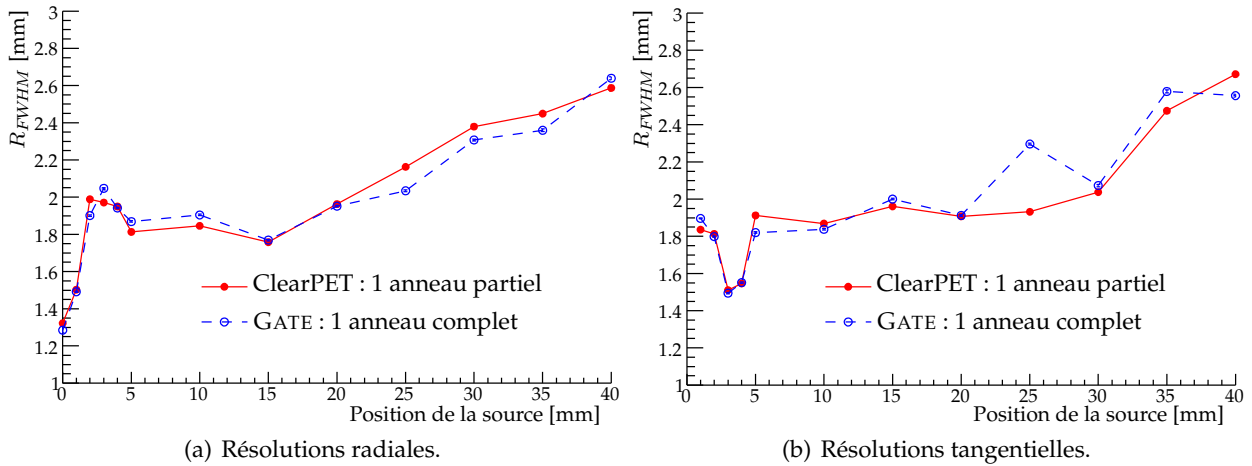 3
2.8
2.6
2.4
2.2
2
1.8
1.6
1.4
1.2
1
R_FWHM [mm]
0 5 10 15 20 25 30 35 40
Position de la source [mm]
ClearPET : 1 anneau partiel
GATE : 1 anneau complet
(a) Résolutions radiales.
3
2.8
2.6
2.4
2.2
2
1.8
1.6
1.4
1.2
1
R_FWHM [mm]
0 5 10 15 20 25 30 35 40
Position de la source [mm]
ClearPET : 1 anneau partiel
GATE : 1 anneau complet
(b) Résolutions tangentielles.